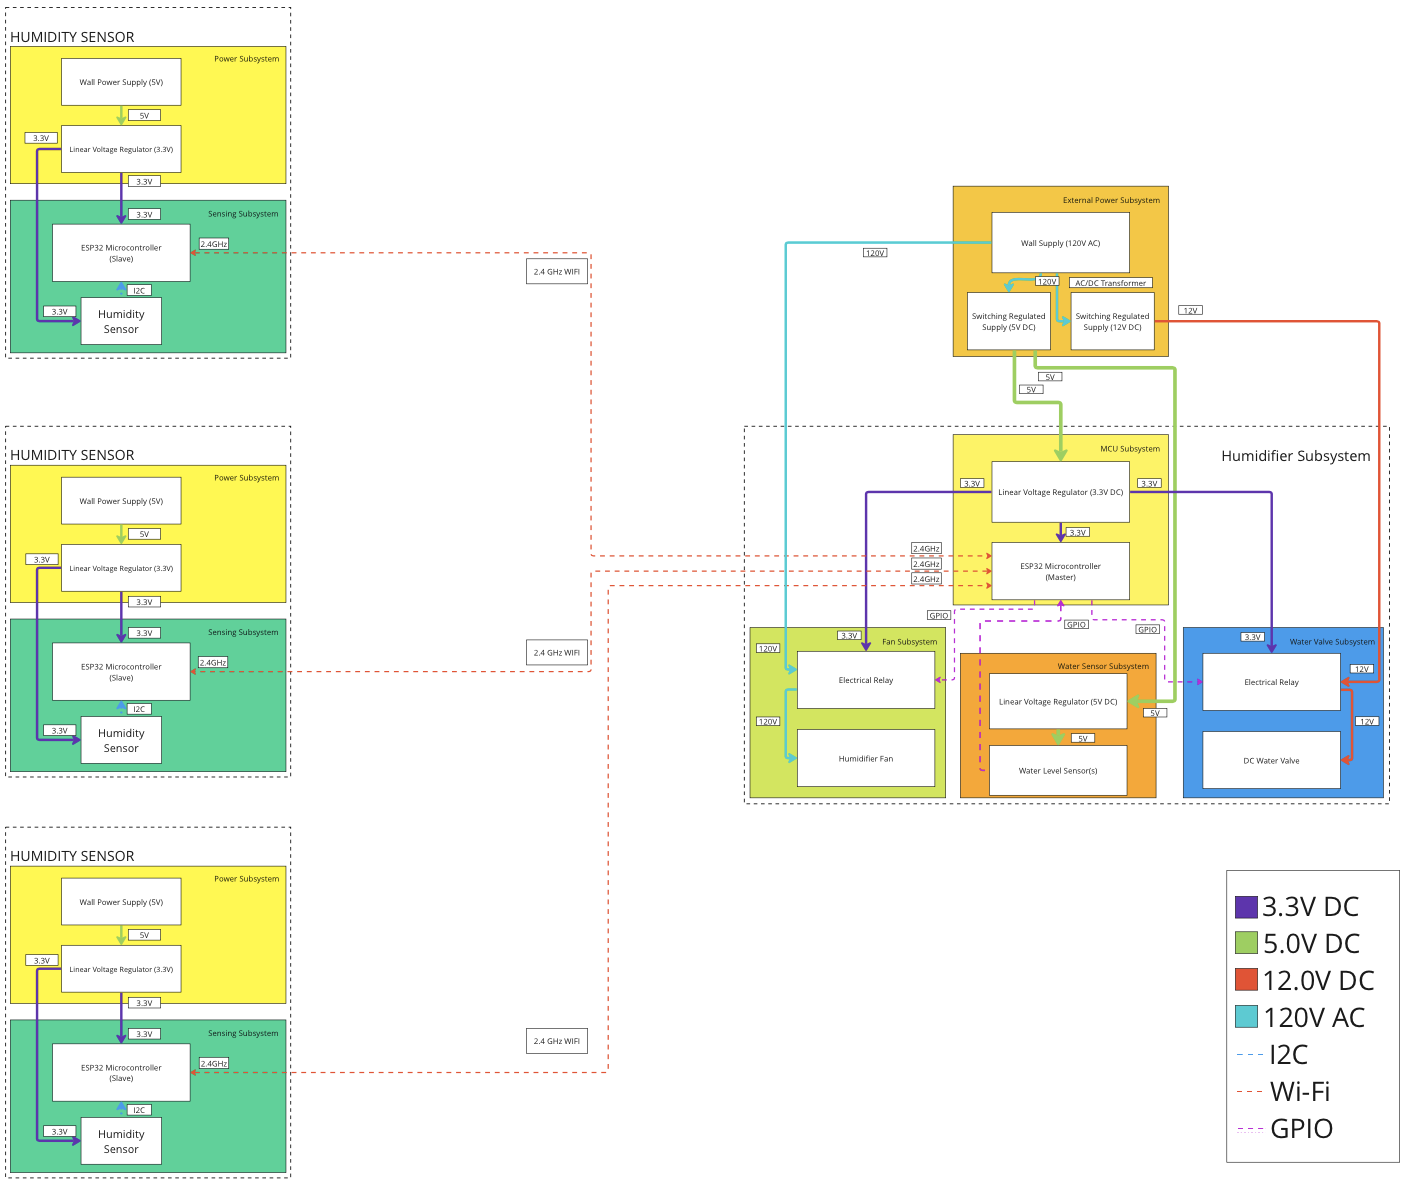 HUMIDITY SENSOR
Power Subsystem
Wall Power Supply (5V)
5V
3.3V
Linear Voltage Regulator (3.3V)
3.3V
Sensing Subsystem
3.3V
ESP32 Microcontroller
(Slave)
2.4GHz
I2C
3.3V
Humidity
Sensor
2.4 GHz WIFI
HUMIDITY SENSOR
Power Subsystem
Wall Power Supply (5V)
5V
3.3V
Linear Voltage Regulator (3.3V)
3.3V
Sensing Subsystem
3.3V
ESP32 Microcontroller
(Slave)
2.4GHz
I2C
3.3V
Humidity
Sensor
2.4 GHz WIFI
HUMIDITY SENSOR
Power Subsystem
Wall Power Supply (5V)
5V
3.3V
Linear Voltage Regulator (3.3V)
3.3V
Sensing Subsystem
3.3V
ESP32 Microcontroller
(Slave)
2.4GHz
I2C
3.3V
Humidity
Sensor
2.4 GHz WIFI
External Power Subsystem
Wall Supply (120V AC)
120V
120V
AC/DC Transformer
Switching Regulated
Supply (5V DC)
Switching Regulated
Supply (12V DC)
12V
5V
5V
Humidifier Subsystem
MCU Subsystem
3.3V
Linear Voltage Regulator (3.3V DC)
3.3V
3.3V
2.4GHz
2.4GHz
2.4GHz
ESP32 Microcontroller
(Master)
GPIO
GPIO
GPIO
Fan Subsystem
3.3V
120V
Electrical Relay
120V
Humidifier Fan
Water Sensor Subsystem
Linear Voltage Regulator (5V DC)
5V
5V
Water Level Sensor(s)
Water Valve Subsystem
3.3V
12V
Electrical Relay
12V
DC Water Valve
3.3V DC
5.0V DC
12.0V DC
120V AC
I2C
Wi-Fi
GPIO